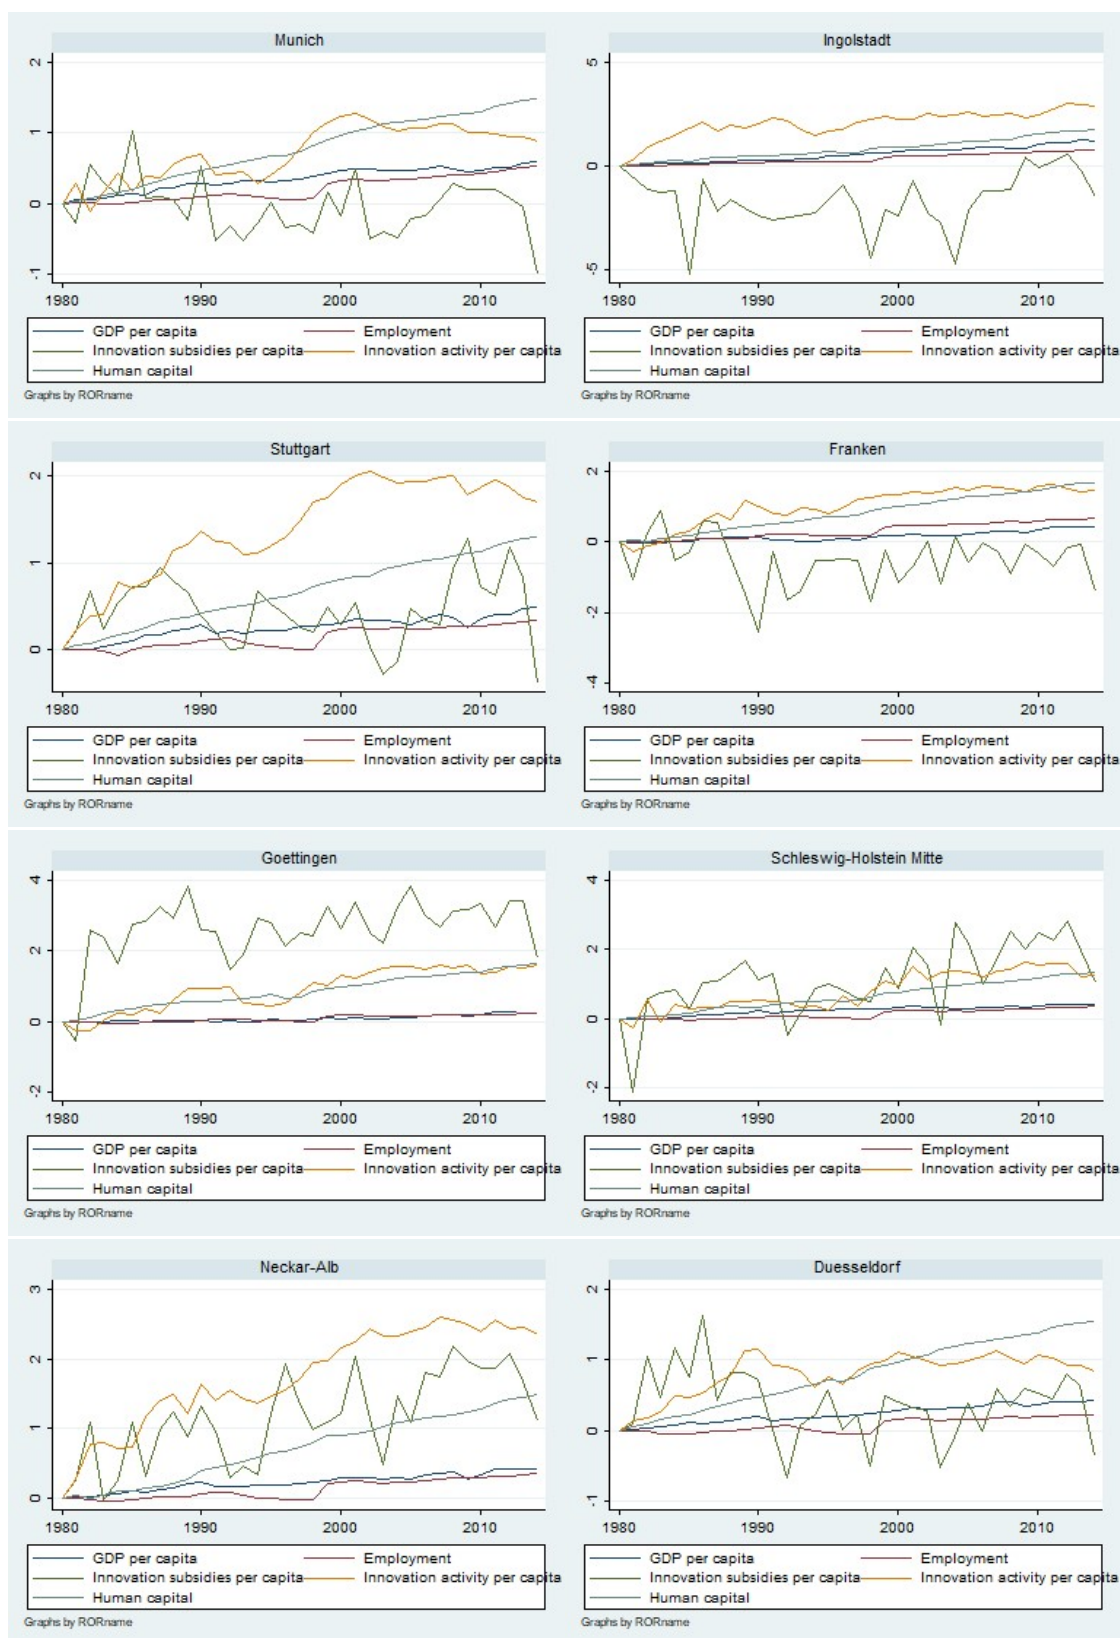 Munich
2
1
0
-1
1980 1990 2000 2010
GDP per capita Employment
Innovation subsidies per capita Innovation activity per capita
Human capital
Graphs by RORname
Ingolstadt
5
0
-5
1980 1990 2000 2010
GDP per capita Employment
Innovation subsidies per capita Innovation activity per capita
Human capital
Graphs by RORname
Stuttgart
2
1
0
1980 1990 2000 2010
GDP per capita Employment
Innovation subsidies per capita Innovation activity per capita
Human capital
Graphs by RORname
Franken
2
0
-2
-4
1980 1990 2000 2010
GDP per capita Employment
Innovation subsidies per capita Innovation activity per capita
Human capital
Graphs by RORname
Goettingen
4
2
0
-2
1980 1990 2000 2010
GDP per capita Employment
Innovation subsidies per capita Innovation activity per capita
Human capital
Graphs by RORname
Schleswig-Holstein Mitte
4
2
0
-2
1980 1990 2000 2010
GDP per capita Employment
Innovation subsidies per capita Innovation activity per capita
Human capital
Graphs by RORname
Neckar-Alb
3
2
1
0
1980 1990 2000 2010
GDP per capita Employment
Innovation subsidies per capita Innovation activity per capita
Human capital
Graphs by RORname
Duesseldorf
2
1
0
-1
1980 1990 2000 2010
GDP per capita Employment
Innovation subsidies per capita Innovation activity per capita
Human capital
Graphs by RORname